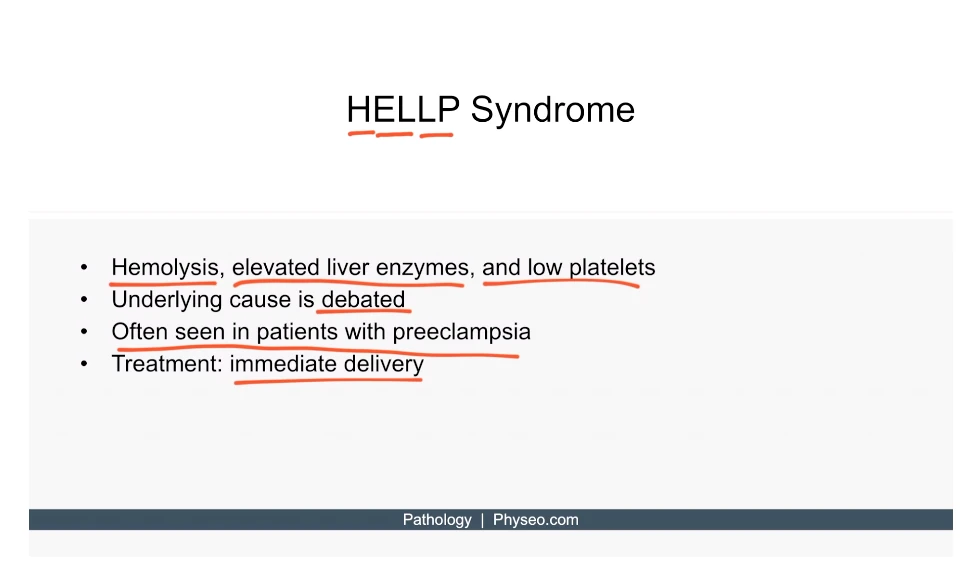 HELLP Syndrome
• Hemolysis, elevated liver enzymes, and low platelets
• Underlying cause is debated
• Often seen in patients with preeclampsia
• Treatment: immediate delivery
Pathology | Physeo.com